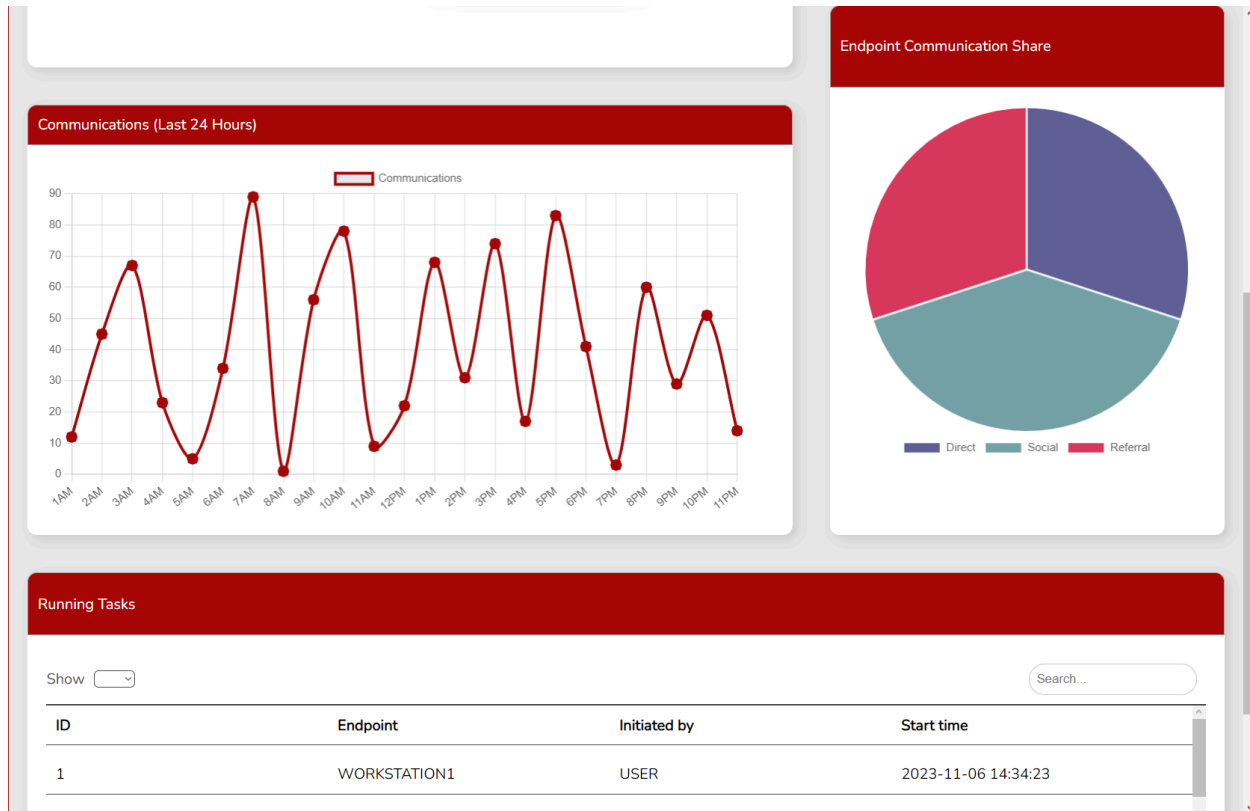 Endpoint Communication Share
Communications (Last 24 Hours)
Communications
90
80
70
60
50
40
30
20
10
0
1AM 2AM 3AM 4AM 5AM 6AM 7AM 8AM 9AM 10AM 11AM 12PM 1PM 2PM 3PM 4PM 5PM 6PM 7PM 8PM 9PM 10PM 11PM
Direct Social Referral
Running Tasks
Show
Search...
ID Endpoint Initiated by Start time
1 WORKSTATION1 USER 2023-11-06 14:34:23